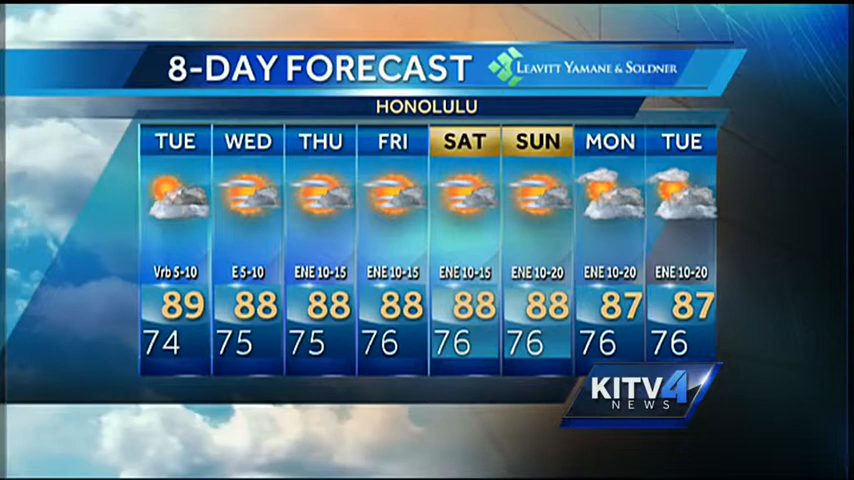 8-DAY FORECAST LEAVITT YAMANE & SOLDNER
HONOLULU
TUE WED THU FRI SAT SUN MON TUE
Vrb 5-10 E 5-10 ENE 10-15 ENE 10-15 ENE 10-15 ENE 10-20 ENE 10-20 ENE 10-20
89 88 88 88 88 88 87 87
74 75 75 76 76 76 76 76
KITV4
NEWS